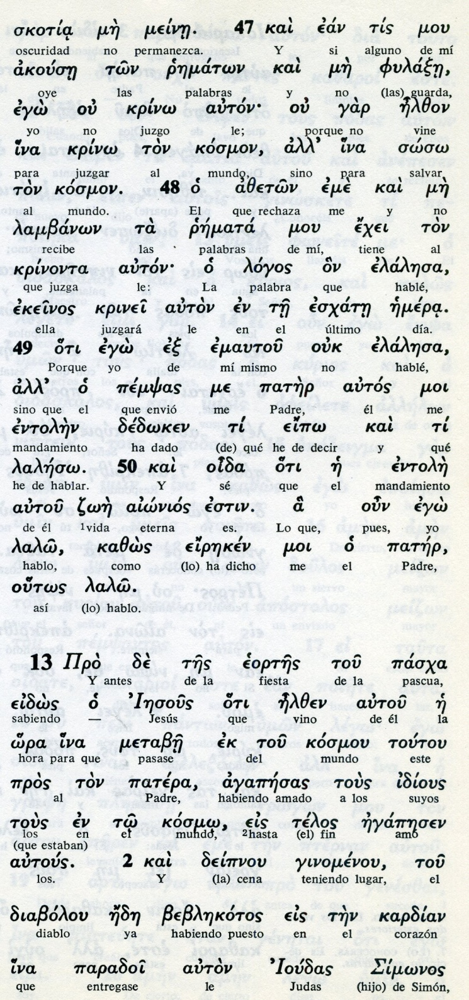 σκοτίᾳ μὴ μείνῃ. 47 καὶ ἐάν τίς μου
oscuridad no permanezca. Y si alguno de mí
ἀκούσῃ τῶν ῥημάτων καὶ μὴ φυλάξῃ,
oye las palabras y no (las) guarda,
ἐγὼ οὐ κρίνω αὐτόν· οὐ γὰρ ἦλθον
yo no juzgo le; porque no vine
ἵνα κρίνω τὸν κόσμον, ἀλλ' ἵνα σώσω
para juzgar al mundo, sino para salvar
τὸν κόσμον. 48 ὁ ἀθετῶν ἐμὲ καὶ μὴ
al mundo. El que rechaza me y no
λαμβάνων τὰ ῥήματά μου ἔχει τὸν
recibe las palabras de mí, tiene al
κρίνοντα αὐτόν· ὁ λόγος ὃν ἐλάλησα,
que juzga le: La palabra que hablé,
ἐκεῖνος κρινεῖ αὐτὸν ἐν τῇ ἐσχάτῃ ἡμέρᾳ.
ella juzgará le en el último día.
49 ὅτι ἐγὼ ἐξ ἐμαυτοῦ οὐκ ἐλάλησα,
Porque yo de mí mismo no hablé,
ἀλλ' ὁ πέμψας με πατὴρ αὐτός μοι
sino que el que envió me Padre, él me
ἐντολὴν δέδωκεν τί εἴπω καὶ τί
mandamiento ha dado (de) qué he de decir y qué
λαλήσω. 50 καὶ οἶδα ὅτι ἡ ἐντολὴ
he de hablar. Y sé que el mandamiento
αὐτοῦ ζωὴ αἰώνιός ἐστιν. ἃ οὖν ἐγὼ
de él 1vida eterna es. Lo que, pues, yo
λαλῶ, καθὼς εἴρηκέν μοι ὁ πατήρ,
hablo, como (lo) ha dicho me el Padre,
οὕτως λαλῶ.
así (lo) hablo.
13 Πρὸ δὲ τῆς ἑορτῆς τοῦ πάσχα
Y antes de la fiesta de la pascua,
εἰδὼς ὁ Ἰησοῦς ὅτι ἦλθεν αὐτοῦ ἡ
sabiendo — Jesús que vino de él la
ὥρα ἵνα μεταβῇ ἐκ τοῦ κόσμου τούτου
hora para que pasase del mundo este
πρὸς τὸν πατέρα, ἀγαπήσας τοὺς ἰδίους
al Padre, habiendo amado a los suyos
τοὺς ἐν τῷ κόσμῳ, εἰς τέλος ἠγάπησεν
los en el mundo, 2hasta (el) fin amó
(que estaban)
αὐτούς. 2 καὶ δείπνου γινομένου, τοῦ
los. Y (la) cena teniendo lugar, el
διαβόλου ἤδη βεβληκότος εἰς τὴν καρδίαν
diablo ya habiendo puesto en el corazón
ἵνα παραδοῖ αὐτὸν Ἰούδας Σίμωνος
que entregase le Judas (hijo) de Simón,